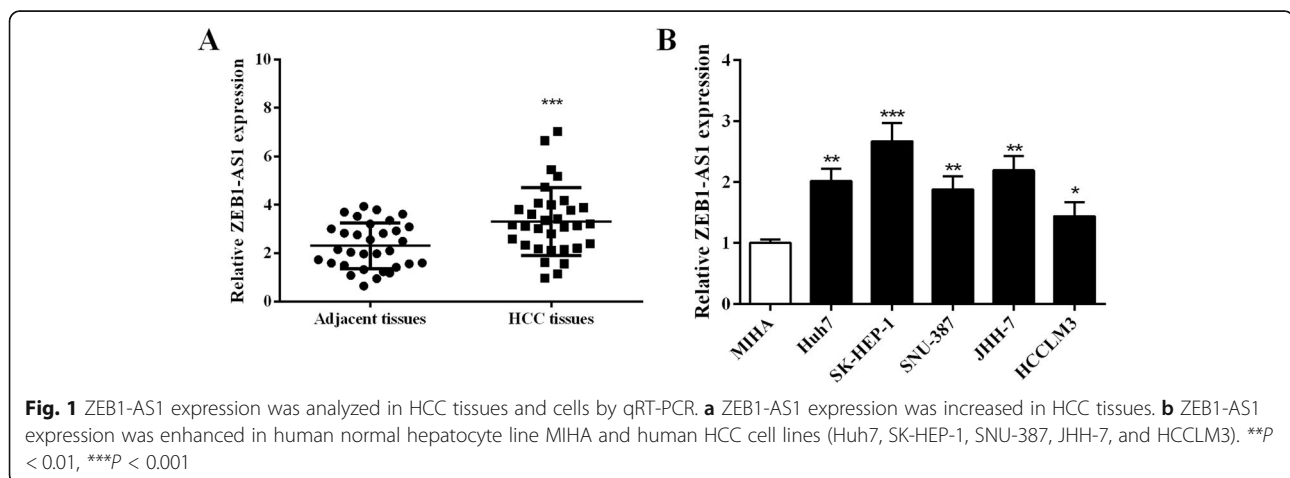 A
Relative ZEB1-AS1 expression
10
8
6
4
2
0
***
Adjacent tissues
HCC tissues
B
Relative ZEB1-AS1 expression
4
3
2
1
0
**
***
**
**
*
MIHA
Huh7
SK-HEP-1
SNU-387
JHH-7
HCCLM3
Fig. 1 ZEB1-AS1 expression was analyzed in HCC tissues and cells by qRT-PCR. a ZEB1-AS1 expression was increased in HCC tissues. b ZEB1-AS1
expression was enhanced in human normal hepatocyte line MIHA and human HCC cell lines (Huh7, SK-HEP-1, SNU-387, JHH-7, and HCCLM3). **P
< 0.01, ***P < 0.001